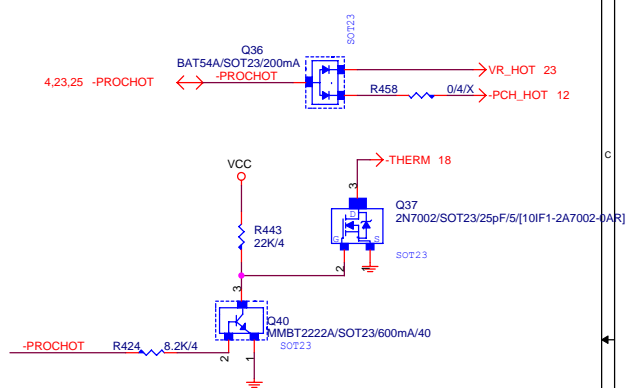 SOT23
Q36
BAT54A/SOT23/200mA
4,23,25 -PROCHOT
-PROCHOT
VR_HOT 23
R458
0/4/X
-PCH_HOT 12
C
VCC
-THERM 18
3
Q37
2N7002/SOT23/25pF/5/[10IF1-2A7002-0AR]
D
G
S
R443
22K/4
SOT23
2
1
3
Q40
MMBT2222A/SOT23/600mA/40
SOT23
-PROCHOT
R424
8.2K/4
2
1